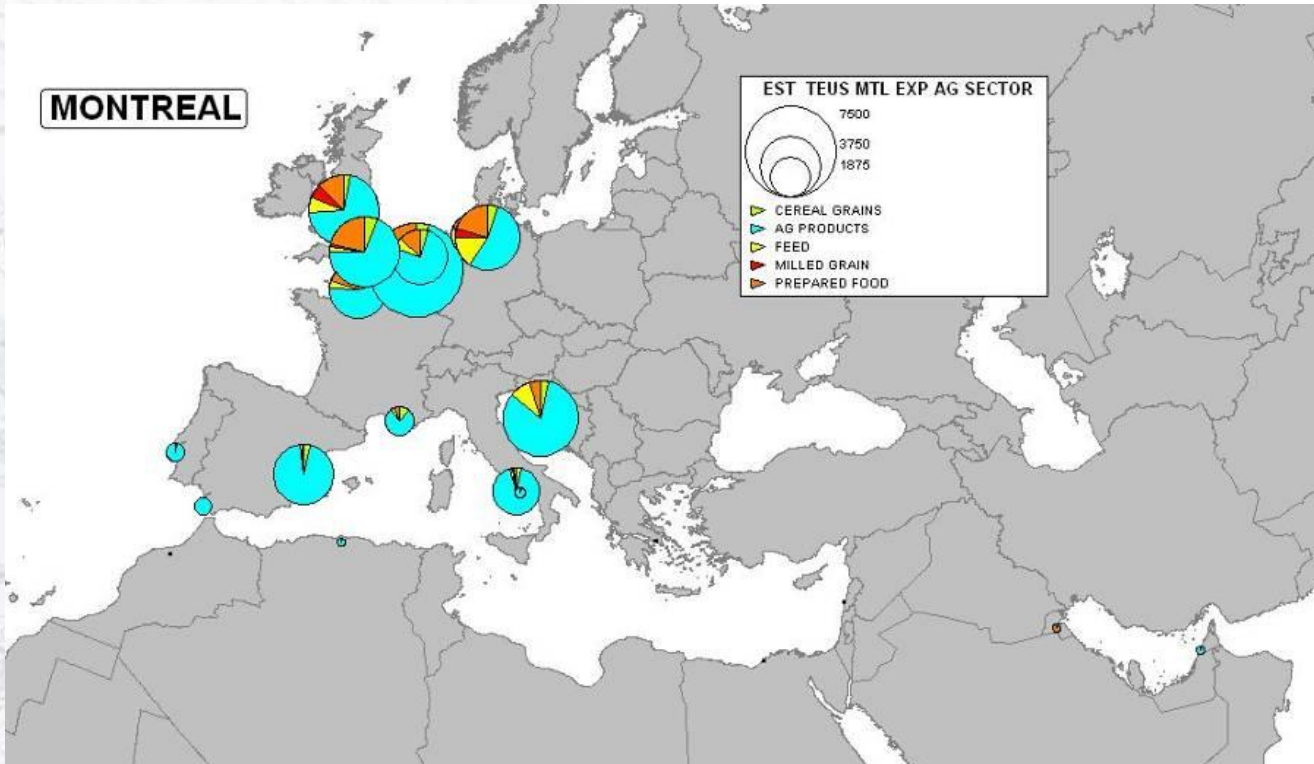 MONTREAL
EST TEUS MTL EXP AG SECTOR
7500
3750
1875
CEREAL GRAINS
AG PRODUCTS
FEED
MILLED GRAIN
PREPARED FOOD